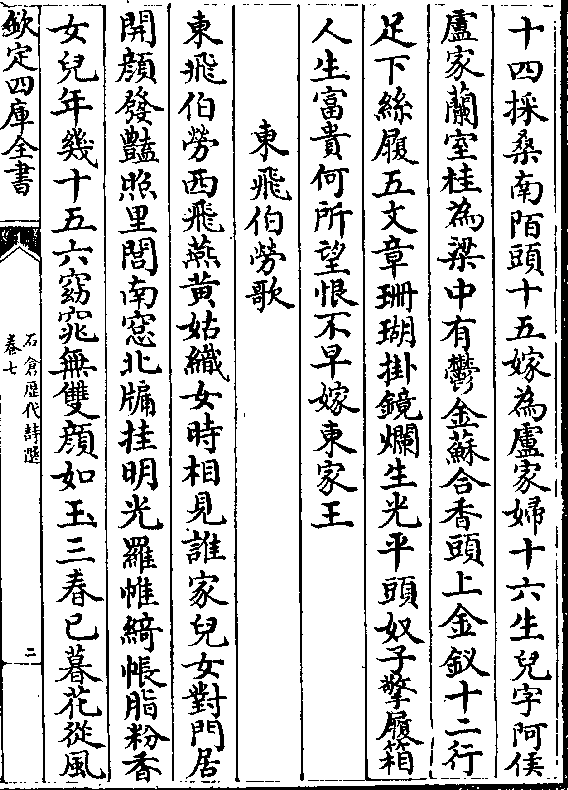 十四採桑南陌頭十五嫁為盧家婦十六生兒字阿侯
盧家蘭室桂為梁中有鬱金蘇合香頭上金釵十二行
足下絲履五文章珊瑚掛鏡爛生光平頭奴子擎履箱
人生富貴何所望恨不早嫁東家王
東飛伯勞歌
東飛伯勞西飛燕黃姑織女時相見誰家兒女對門居
開顏發豔照里閭南窓北牖挂明光羅帷綺帳脂粉香
女兒年幾十五六窈窕無雙顏如玉三春已暮花從風
欽定四庫全書
石倉歴代詩選
卷七
二